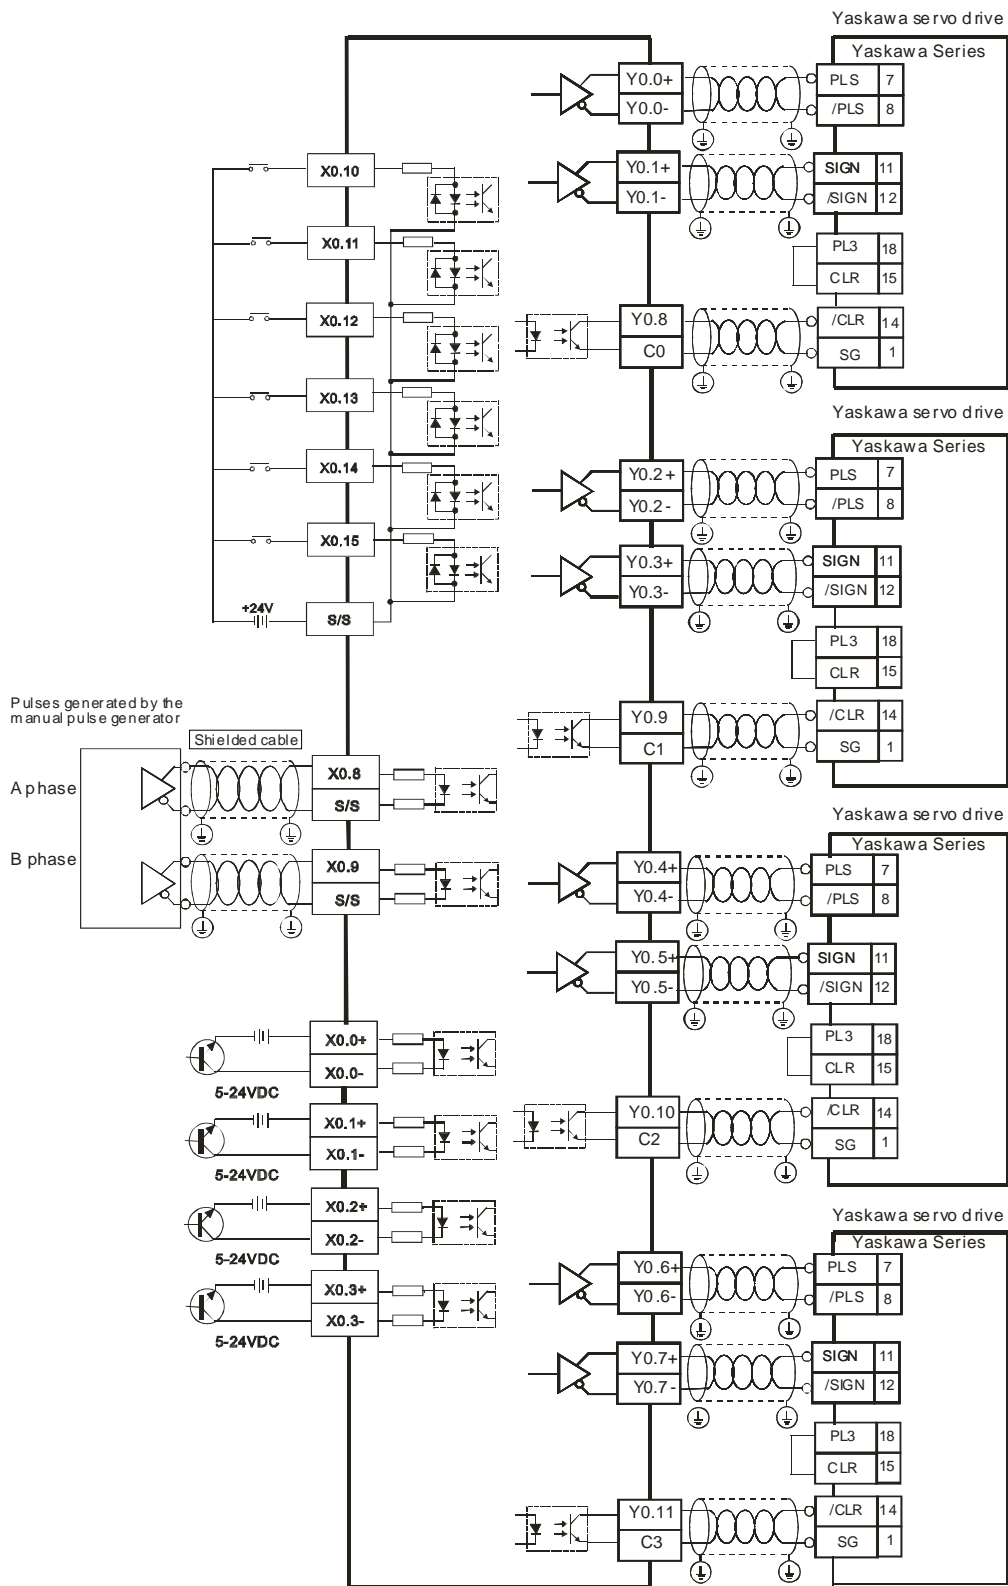 Yaskawa servo drive
Yaskawa Series
Y0.0+
PLS 7
Y0.0-
/PLS 8
X0.10
Y0.1+
SIGN 11
Y0.1-
/SIGN 12
X0.11
PL3 18
CLR 15
X0.12
Y0.8
/CLR 14
C0
SG 1
X0.13
Yaskawa servo drive
Yaskawa Series
X0.14
Y0.2+
PLS 7
Y0.2-
/PLS 8
X0.15
Y0.3+
SIGN 11
Y0.3-
/SIGN 12
+24V
S/S
PL3 18
CLR 15
Pulses generated by the
manual pulse generator
Shielded cable
Y0.9
/CLR 14
C1
SG 1
A phase
X0.8
S/S
Yaskawa servo drive
Yaskawa Series
B phase
X0.9
S/S
Y0.4+
PLS 7
Y0.4-
/PLS 8
Y0.5+
SIGN 11
Y0.5-
/SIGN 12
X0.0+
X0.0-
5-24VDC
PL3 18
CLR 15
X0.1+
X0.1-
5-24VDC
Y0.10
/CLR 14
C2
SG 1
X0.2+
X0.2-
5-24VDC
Yaskawa servo drive
Yaskawa Series
X0.3+
X0.3-
5-24VDC
Y0.6+
PLS 7
Y0.6-
/PLS 8
Y0.7+
SIGN 11
Y0.7-
/SIGN 12
PL3 18
CLR 15
Y0.11
/CLR 14
C3
SG 1